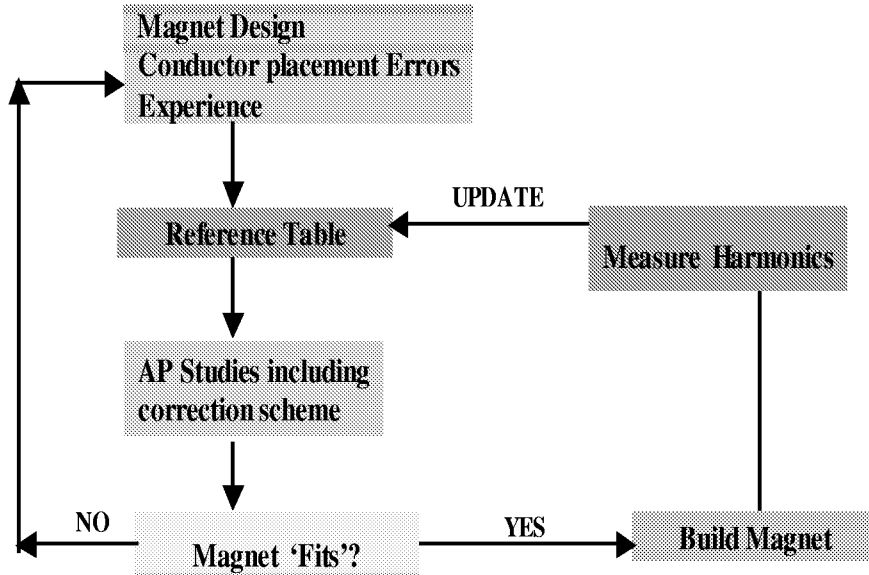 Magnet Design
Conductor placement Errors
Experience
UPDATE
Reference Table
Measure Harmonics
AP Studies including
correction scheme
NO
YES
Magnet ‘Fits’?
Build Magnet